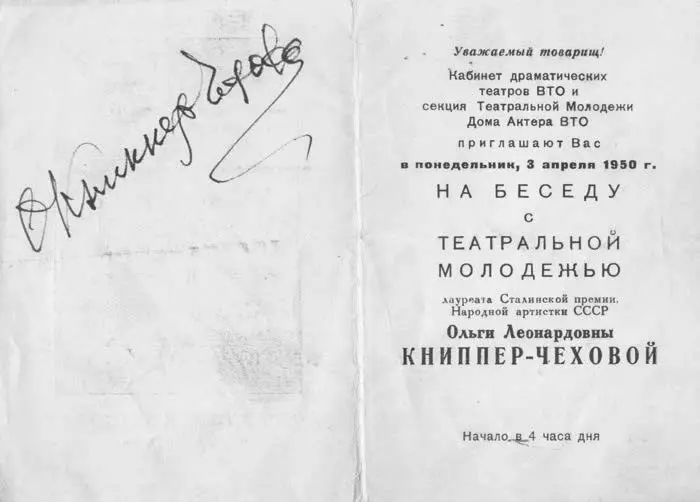 О Книппер-Чехова
Уважаемый товарищ!
Кабинет драматических
театров ВТО и
секция Театральной Молодежи
Дома Актера ВТО
приглашают Вас
в понедельник, 3 апреля 1950 г.
НА БЕСЕДУ
С
ТЕАТРАЛЬНОЙ
МОЛОДЕЖЬЮ
лауреата Сталинской премии,
Народной артистки СССР
Ольги Леонардовны
КНИППЕР-ЧЕХОВОЙ
Начало в 4 часа дня